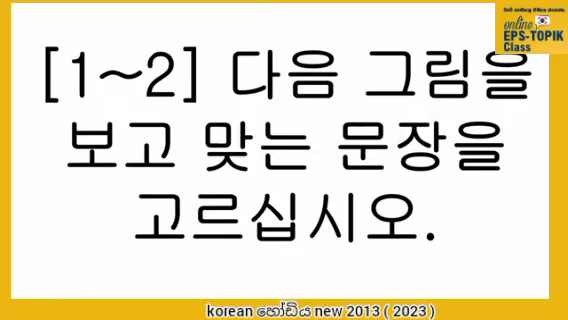 online
EPS-TOPIK
Class
[1~2] 다음 그림을
보고 맞는 문장을
고르십시오.
korean හෝඩිය new 2013 ( 2023 )